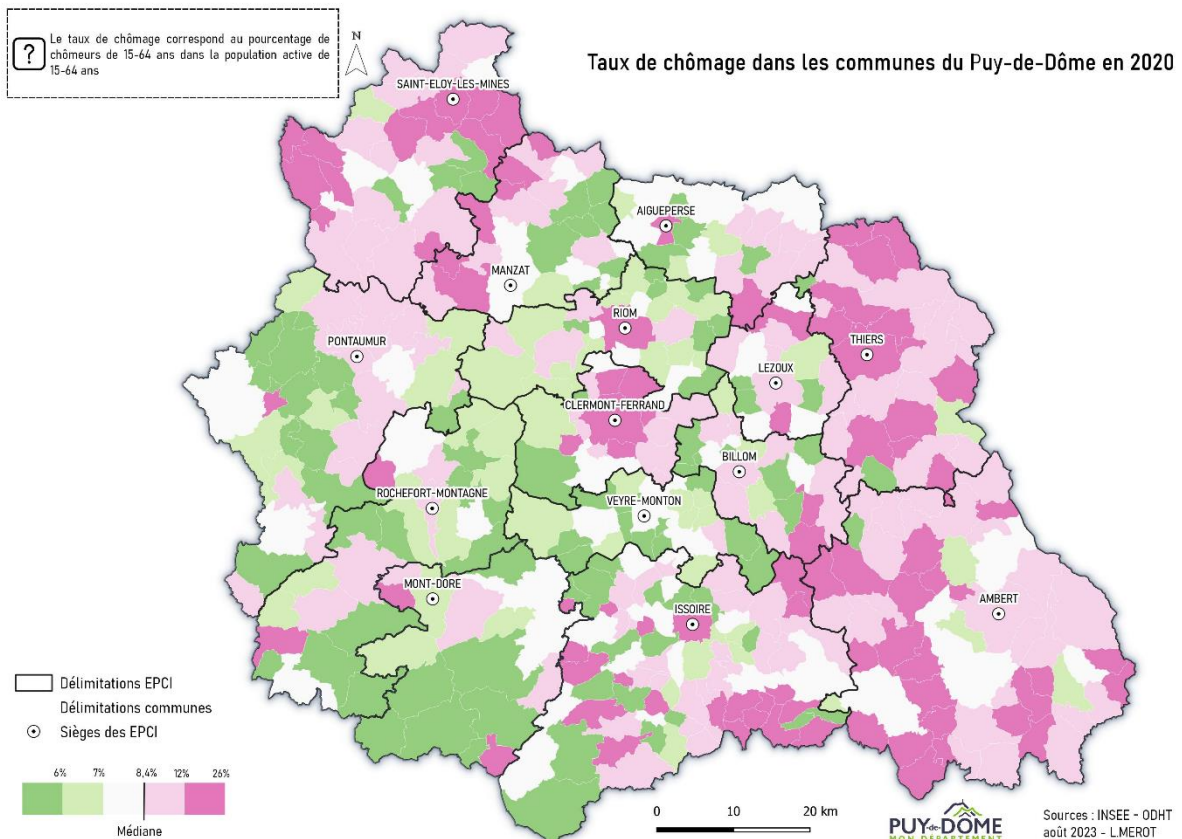 ?
Le taux de chômage correspond au pourcentage de
chômeurs de 15-64 ans dans la population active de
15-64 ans
N
Taux de chômage dans les communes du Puy-de-Dôme en 2020
SAINT-ELOY-LES-MINES
AIGUEPERSE
MANZAT
RIOM
PONTAUMUR
THIERS
LEZOUX
CLERMONT-FERRAND
BILLOM
ROCHEFORT-MONTAGNE
VEYRE-MONTON
MONT-DORE
ISSOIRE
AMBERT
Délimitations EPCI
Délimitations communes
Sièges des EPCI
6% 7% 8,4% 12% 26%
Médiane
0 10 20 km
PUY-de-DÔME
MON DÉPARTEMENT
Sources : INSEE - ODHT
août 2023 - L.MEROT